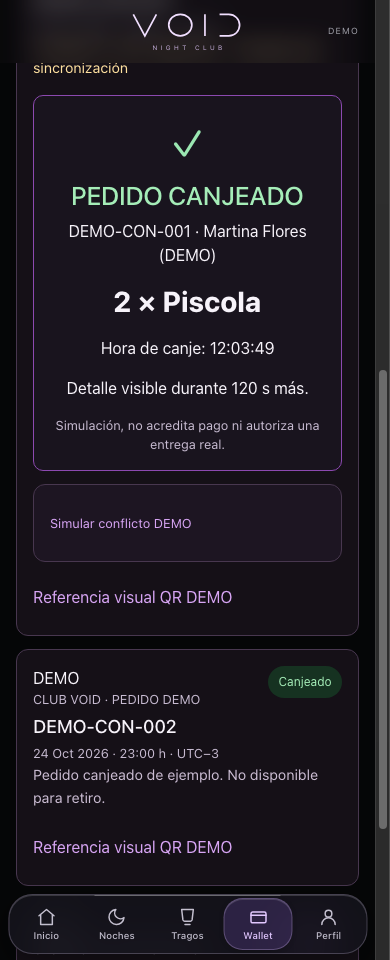 VOID
NIGHT CLUB
DEMO
sincronización
PEDIDO CANJEADO
DEMO-CON-001 · Martina Flores
(DEMO)
2 × Piscola
Hora de canje: 12:03:49
Detalle visible durante 120 s más.
Simulación, no acredita pago ni autoriza una
entrega real.
Simular conflicto DEMO
Referencia visual QR DEMO
DEMO
Canjeado
CLUB VOID · PEDIDO DEMO
DEMO-CON-002
24 Oct 2026 · 23:00 h · UTC−3
Pedido canjeado de ejemplo. No disponible
para retiro.
Referencia visual QR DEMO
Inicio
Noches
Tragos
Wallet
Perfil